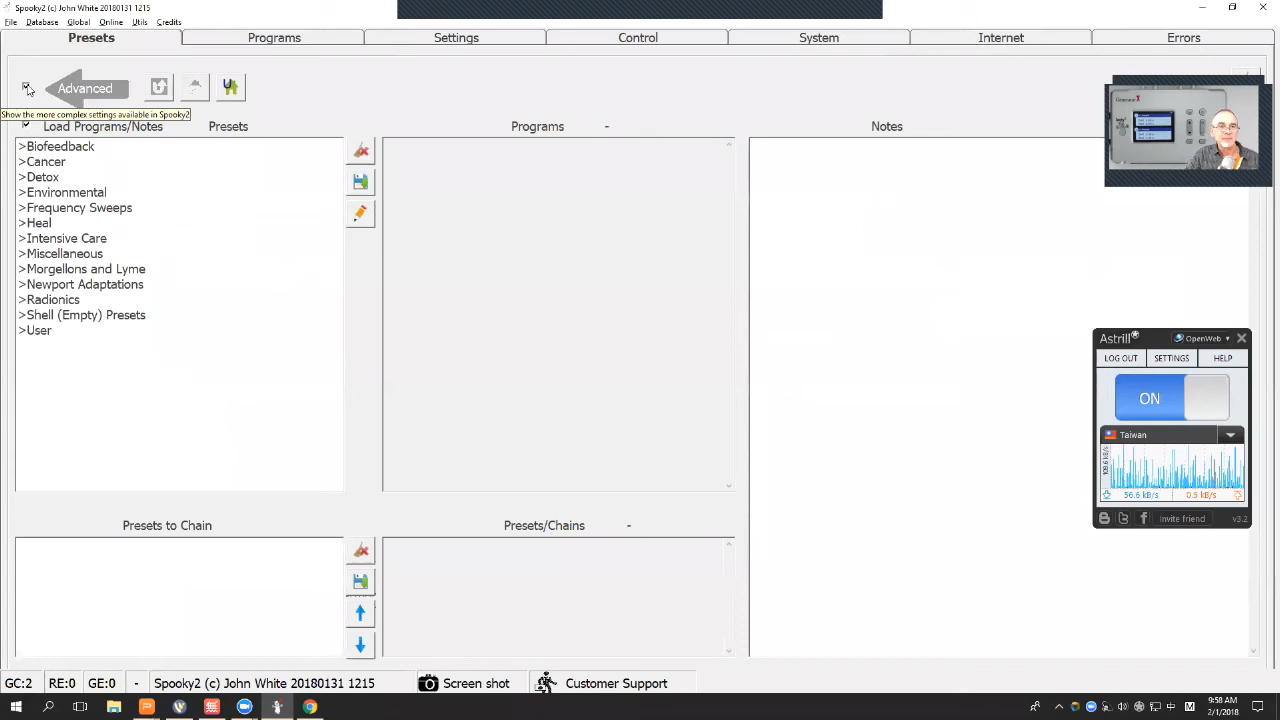 Spooky2 (c) John White 20180131 1215
File Database Global Online Utils Credits
Presets Programs Settings Control System Internet Errors
Advanced
Show the more complex settings available in Spooky2
Load Programs/Notes Presets Programs - Notes
>Biofeedback
>Cancer
>Detox
>Environmental
>Frequency Sweeps
>Heal
>Intensive Care
>Miscellaneous
>Morgellons and Lyme
>Newport Adaptations
>Radionics
>Shell (Empty) Presets
>User
Astrill
OpenWeb
LOG OUT SETTINGS HELP
ON
Taiwan
56.6 kB/s 0.5 kB/s
Invite friend v3.2
Presets to Chain Presets/Chains -
GC:2 RE:0 GE:0 - Spooky2 (c) John White 20180131 1215 Screen shot Customer Support
9:58 AM
2/1/2018